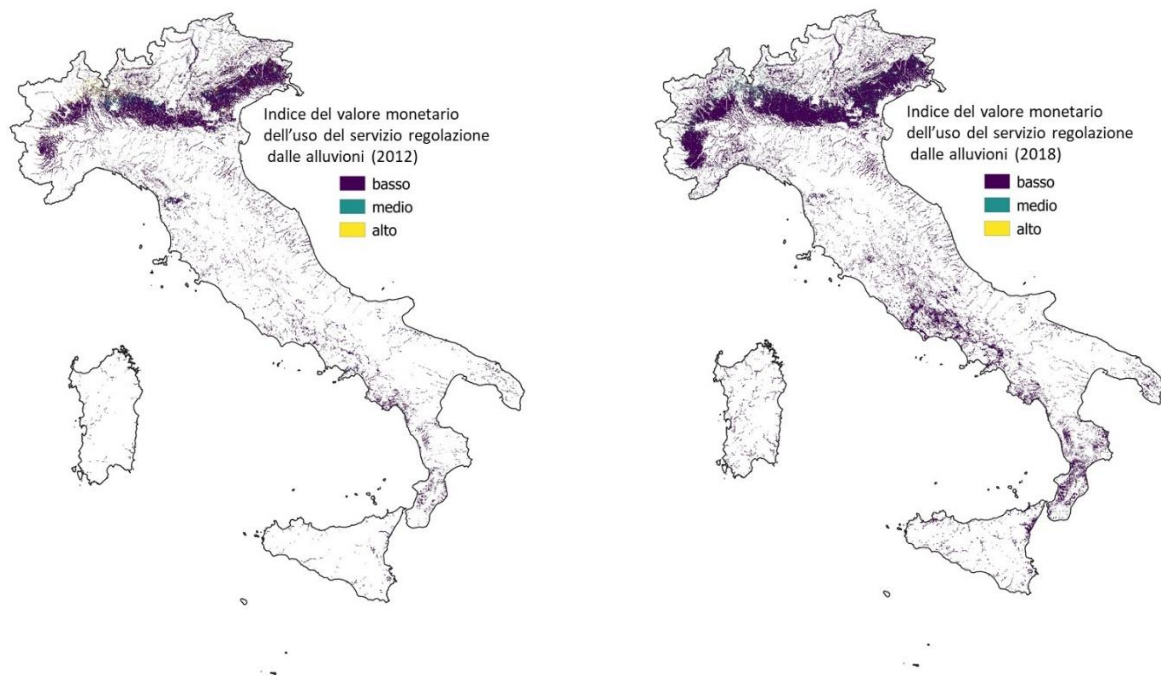 Indice del valore monetario
dell'uso del servizio regolazione
dalle alluvioni (2012)
basso
medio
alto
Indice del valore monetario
dell'uso del servizio regolazione
dalle alluvioni (2018)
basso
medio
alto